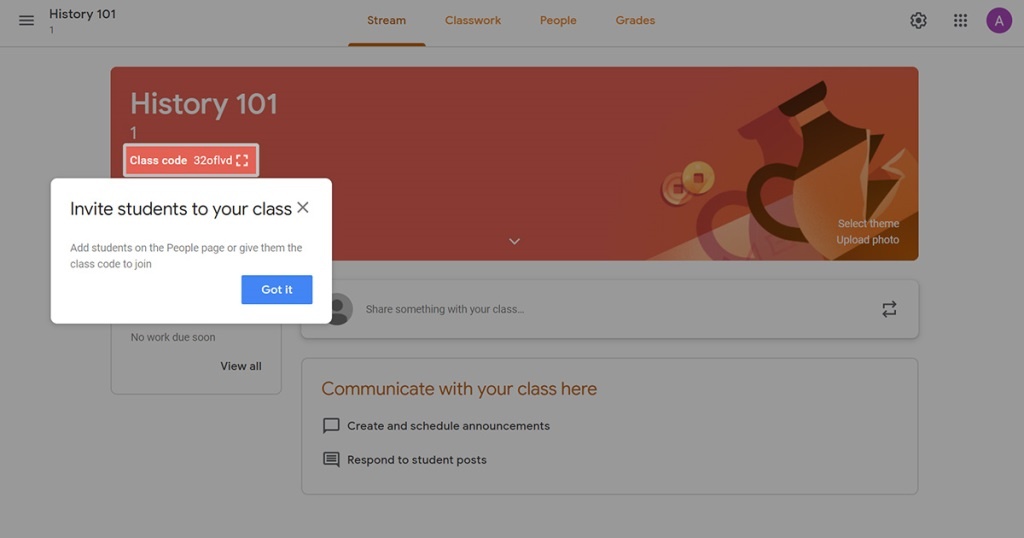 History 101
1
Stream
Classwork
People
Grades
A
History 101
1
Class code 32oflvd
Invite students to your class
Add students on the People page or give them the
class code to join
Got it
Select theme
Upload photo
Share something with your class...
No work due soon
View all
Communicate with your class here
Create and schedule announcements
Respond to student posts